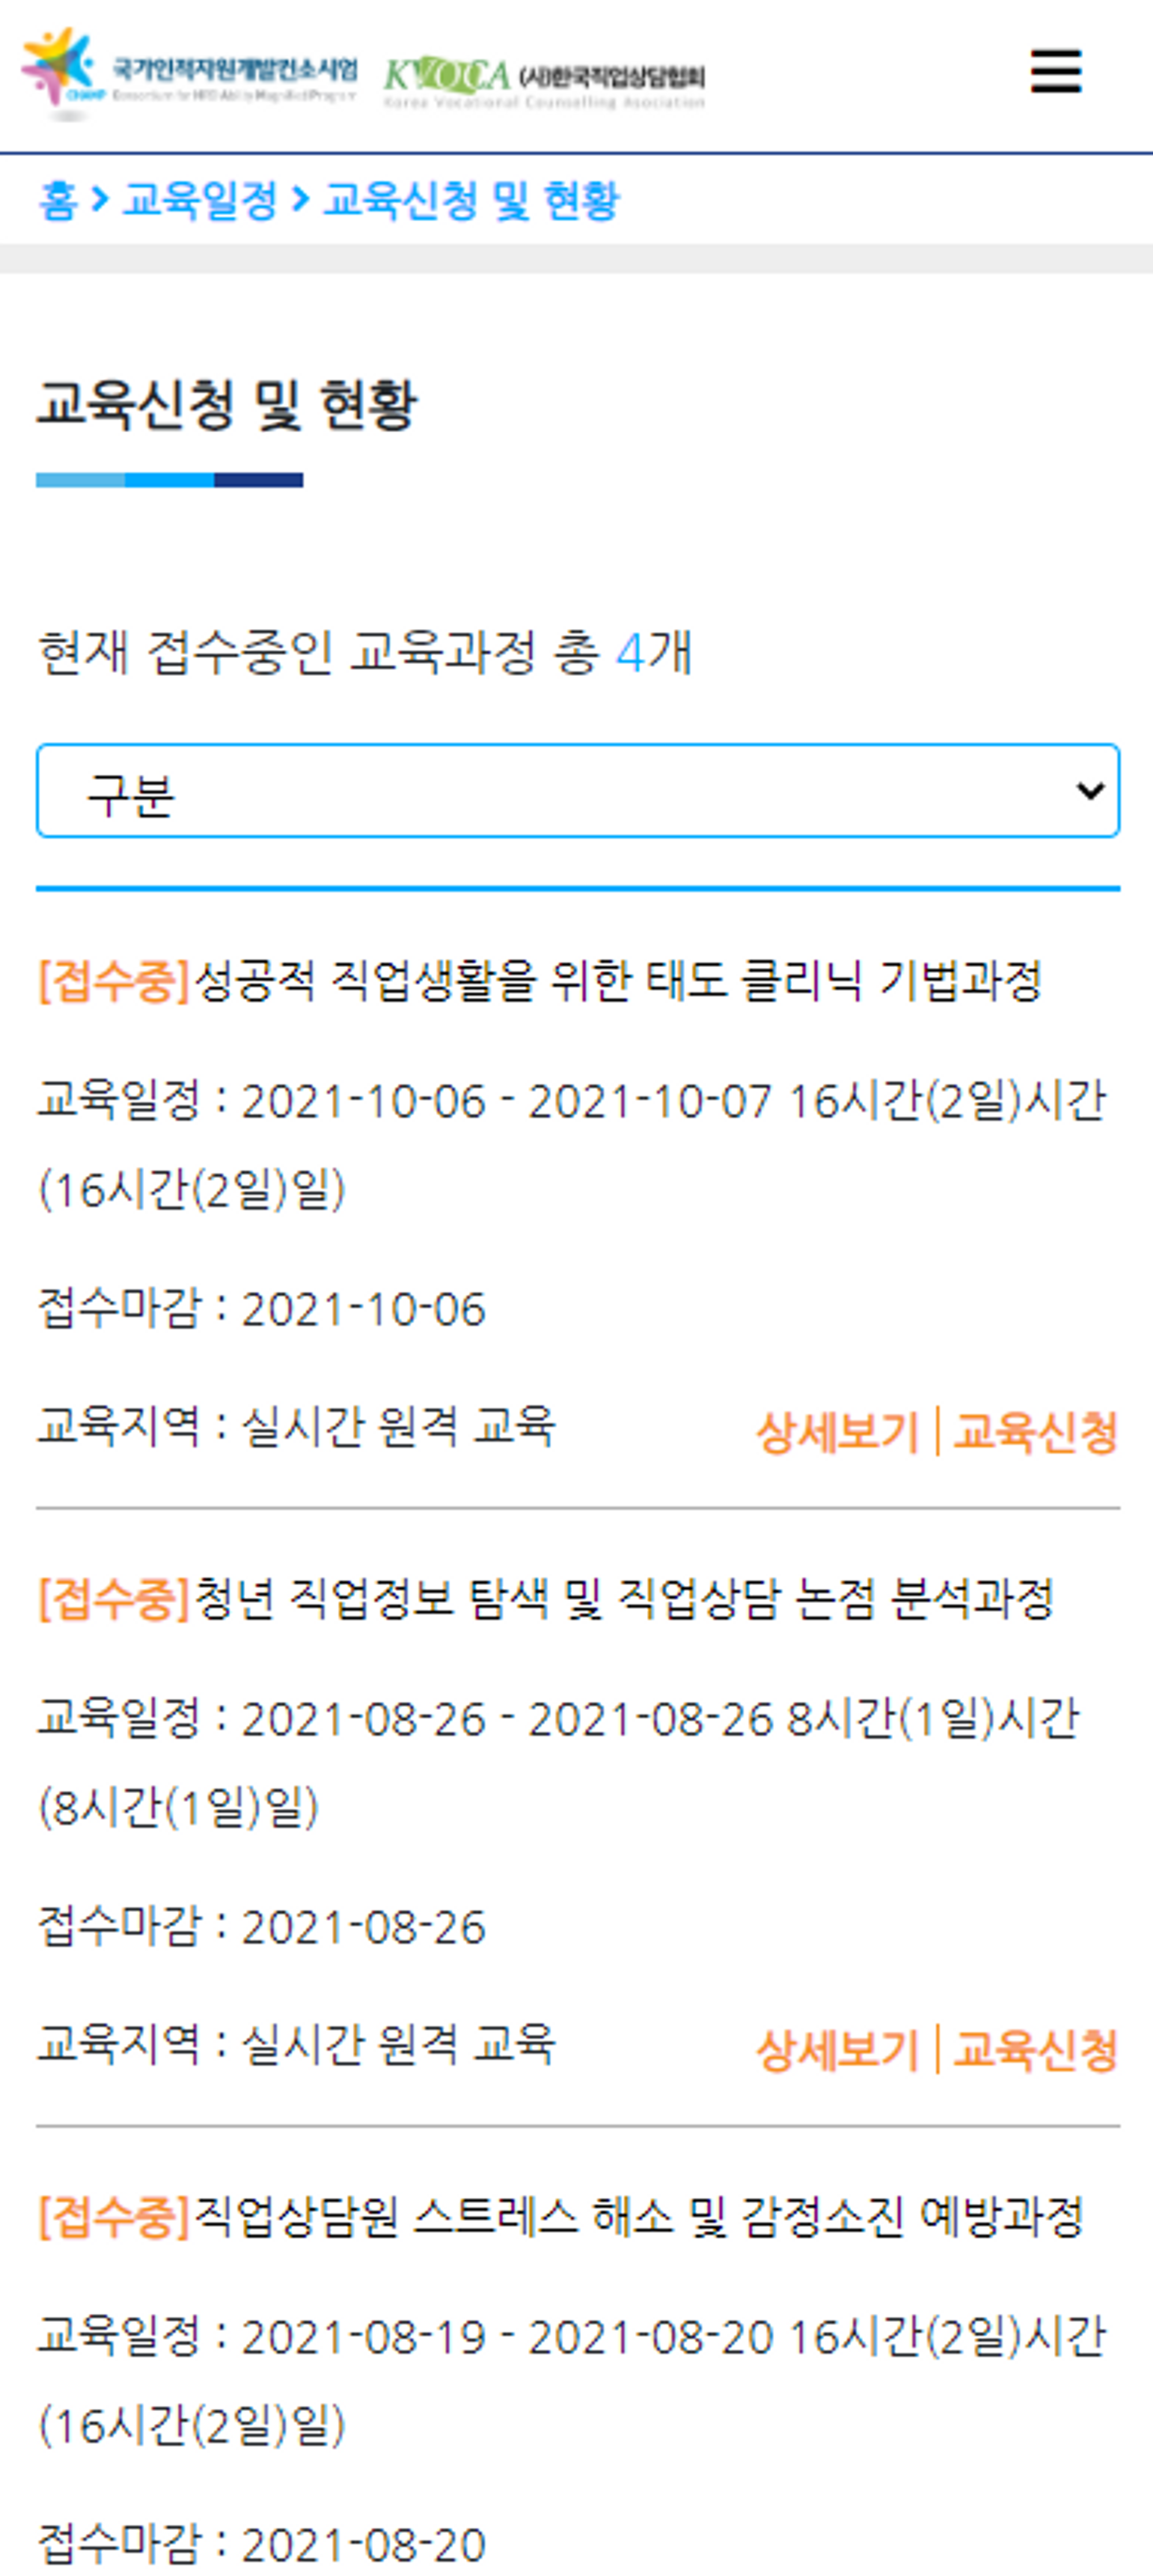 국가인적자원개발컨소시엄
CHAMP Consortium for HRD Ability Magnified Program
KVOCA (사)한국직업상담협회
Korea Vocational Counselling Asociation
홈 > 교육일정 > 교육신청 및 현황
교육신청 및 현황
현재 접수중인 교육과정 총 4개
구분
[접수중]성공적 직업생활을 위한 태도 클리닉 기법과정
교육일정 : 2021-10-06 - 2021-10-07 16시간(2일)시간
(16시간(2일)일)
접수마감 : 2021-10-06
교육지역 : 실시간 원격 교육
상세보기 | 교육신청
[접수중]청년 직업정보 탐색 및 직업상담 논점 분석과정
교육일정 : 2021-08-26 - 2021-08-26 8시간(1일)시간
(8시간(1일)일)
접수마감 : 2021-08-26
교육지역 : 실시간 원격 교육
상세보기 | 교육신청
[접수중]직업상담원 스트레스 해소 및 감정소진 예방과정
교육일정 : 2021-08-19 - 2021-08-20 16시간(2일)시간
(16시간(2일)일)
접수마감 : 2021-08-20